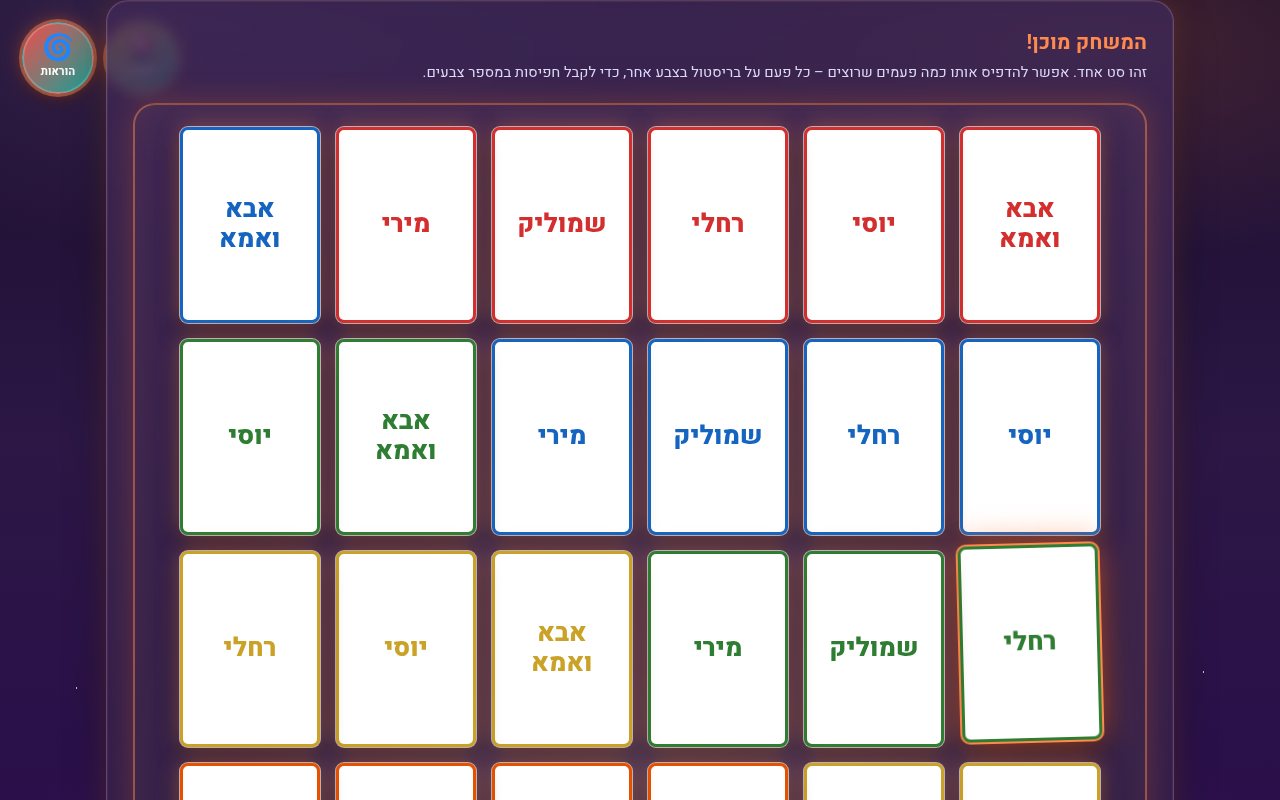 הוראות
המשחק מוכן!
זהו סט אחד. אפשר להדפיס אותו כמה פעמים שרוצים – כל פעם על בריסטול בצבע אחר, כדי לקבל חפיסות במספר צבעים.
אבא
ואמא
יוסי
רחלי
שמוליק
מירי
אבא
ואמא
יוסי
רחלי
שמוליק
מירי
אבא
ואמא
יוסי
רחלי
שמוליק
מירי
אבא
ואמא
יוסי
רחלי